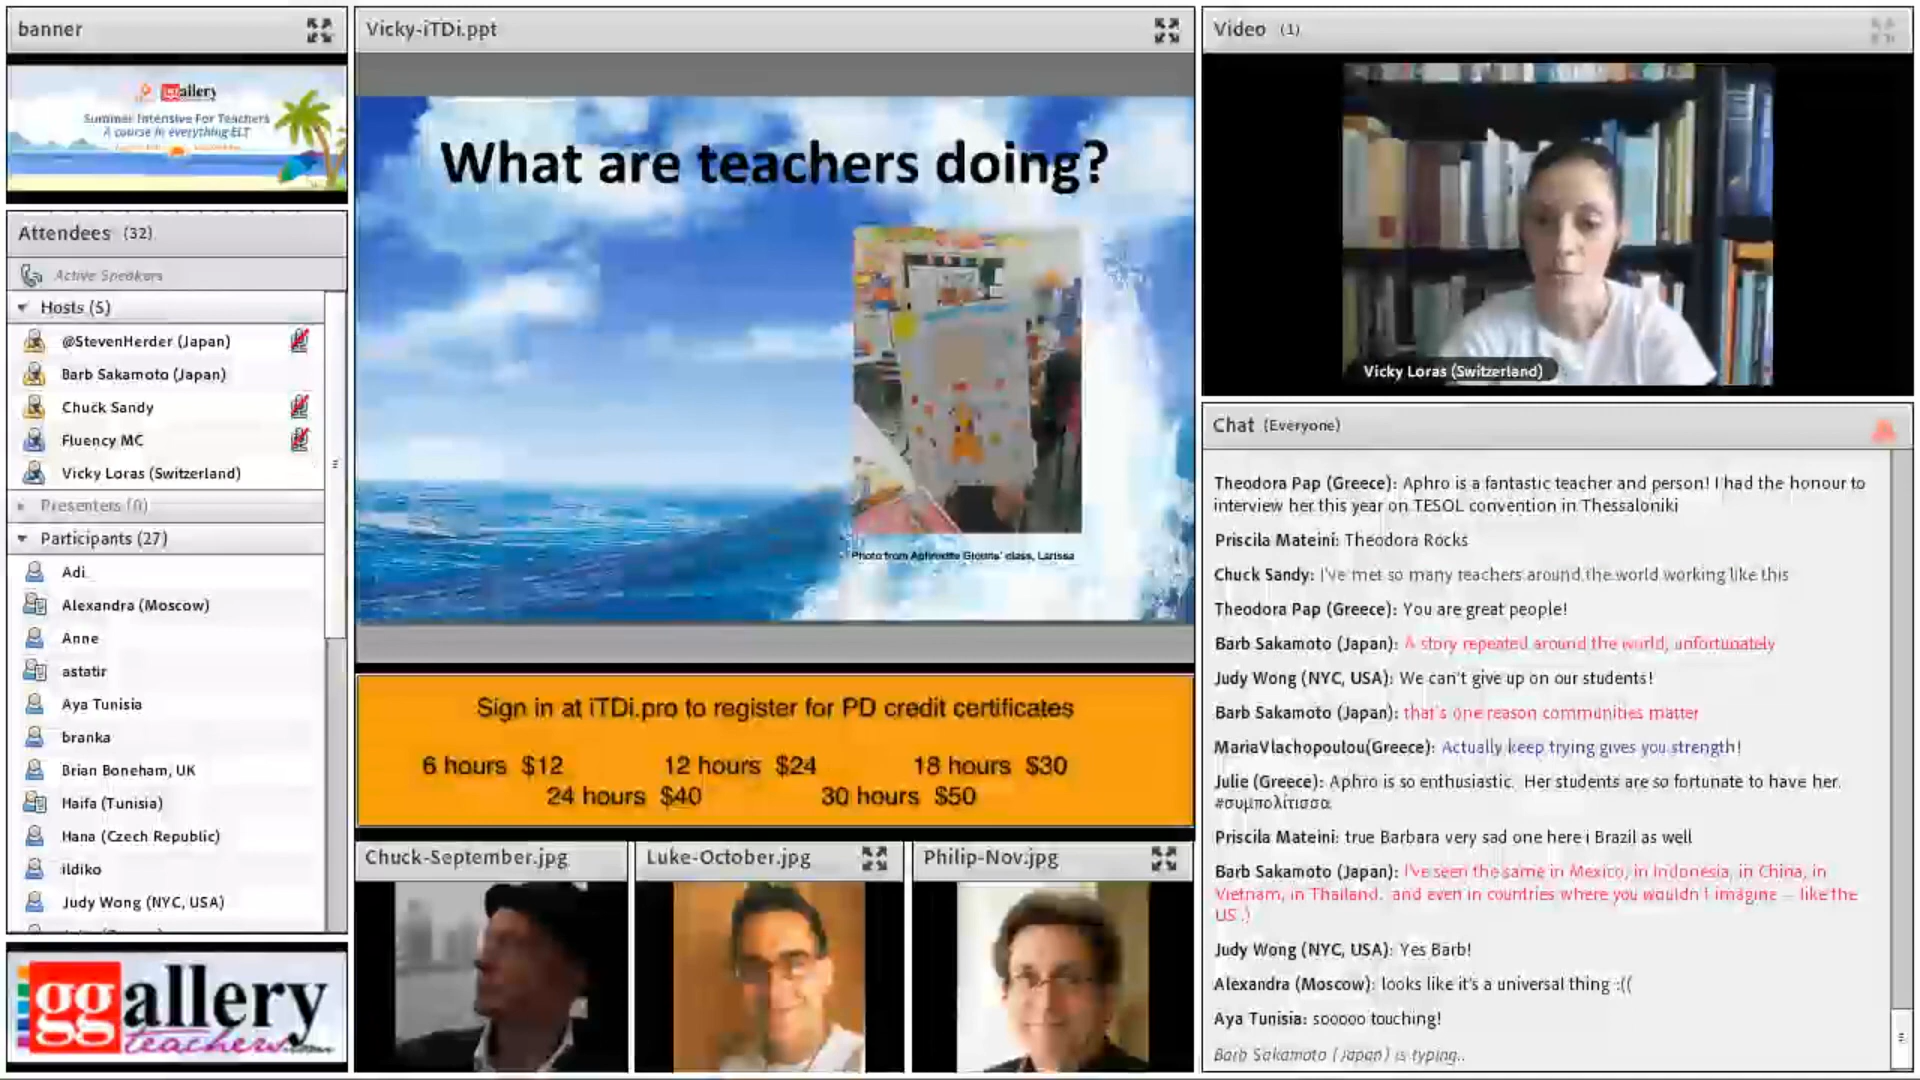 banner
ggallery
Summer Intensive For Teachers
A course in everything ELT
Attendees (32)
Active Speakers
Hosts (5)
@StevenHerder (Japan)
Barb Sakamoto (Japan)
Chuck Sandy
Fluency MC
Vicky Loras (Switzerland)
Presenters (0)
Participants (27)
Adi
Alexandra (Moscow)
Anne
astatir
Aya Tunisia
branka
Brian Boneham, UK
Haifa (Tunisia)
Hana (Czech Republic)
ildiko
Judy Wong (NYC, USA)
ggallery
teachers.com
Vicky-iTDi.ppt
What are teachers doing?
Photo from Aphrodite Giouris' class, Larissa
Sign in at iTDi.pro to register for PD credit certificates
6 hours $12 12 hours $24 18 hours $30
24 hours $40 30 hours $50
Chuck-September.jpg
Luke-October.jpg
Philip-Nov.jpg
Video (1)
Vicky Loras (Switzerland)
Chat (Everyone)
Theodora Pap (Greece): Aphro is a fantastic teacher and person! I had the honour to
interview her this year on TESOL convention in Thessaloniki
Priscila Mateini: Theodora Rocks
Chuck Sandy: I've met so many teachers around the world working like this
Theodora Pap (Greece): You are great people!
Barb Sakamoto (Japan): A story repeated around the world, unfortunately
Judy Wong (NYC, USA): We can't give up on our students!
Barb Sakamoto (Japan): that's one reason communities matter
MariaVlachopoulou(Greece): Actually keep trying gives you strength!
Julie (Greece): Aphro is so enthusiastic. Her students are so fortunate to have her.
#συμπολίτισσα
Priscila Mateini: true Barbara very sad one here i Brazil as well
Barb Sakamoto (Japan): I've seen the same in Mexico, in Indonesia, in China, in
Vietnam, in Thailand. and even in countries where you wouldn't imagine -- like the
US :)
Judy Wong (NYC, USA): Yes Barb!
Alexandra (Moscow): looks like it's a universal thing :((
Aya Tunisia: sooooo touching!
Barb Sakamoto (Japan) is typing..